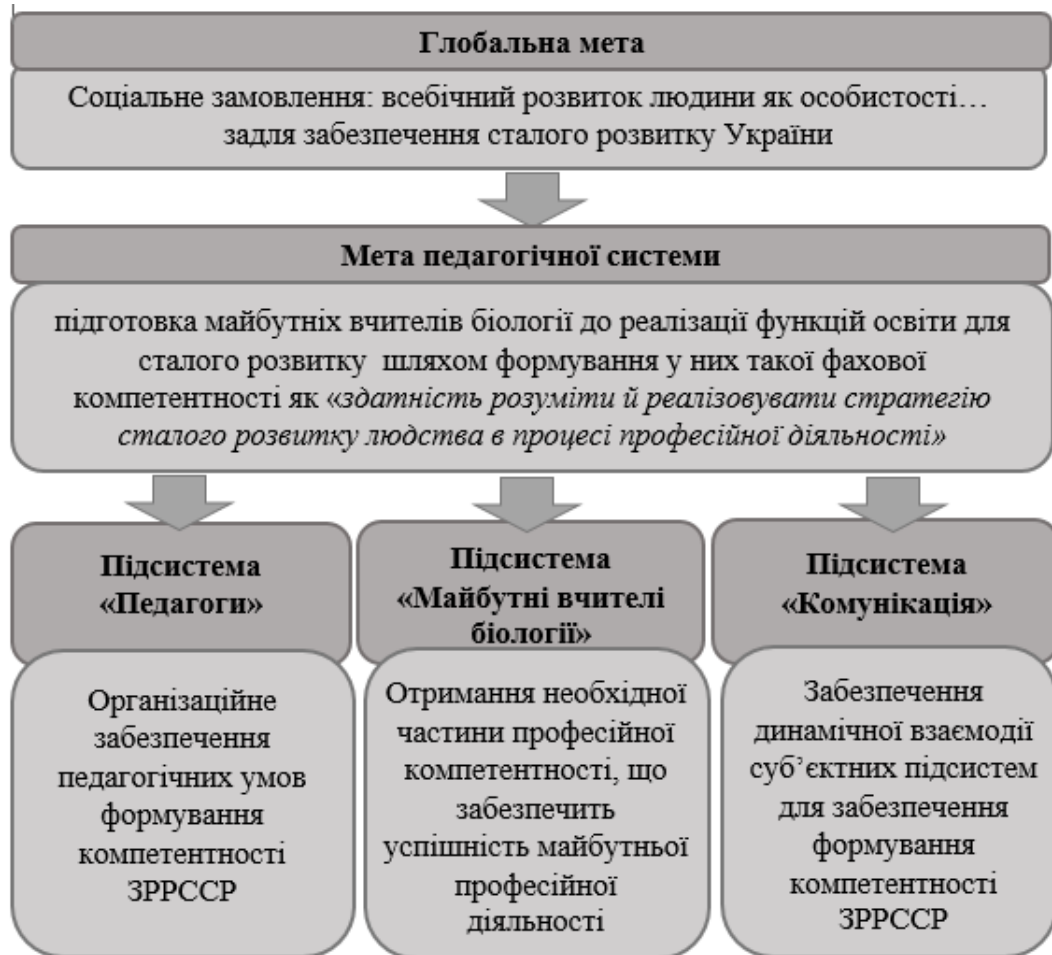 Глобальна мета
Соціальне замовлення: всебічний розвиток людини як особистості…
задля забезпечення сталого розвитку України
Мета педагогічної системи
підготовка майбутніх вчителів біології до реалізації функцій освіти для
сталого розвитку шляхом формування у них такої фахової
компетентності як «здатність розуміти й реалізовувати стратегію
сталого розвитку людства в процесі професійної діяльності»
Підсистема
«Педагоги»
Організаційне
забезпечення
педагогічних умов
формування
компетентності
ЗРРССР
Підсистема
«Майбутні вчителі
біології»
Отримання необхідної
частини професійної
компетентності, що
забезпечить
успішність майбутньої
професійної
діяльності
Підсистема
«Комунікація»
Забезпечення
динамічної взаємодії
суб’єктних підсистем
для забезпечення
формування
компетентності
ЗРРССР